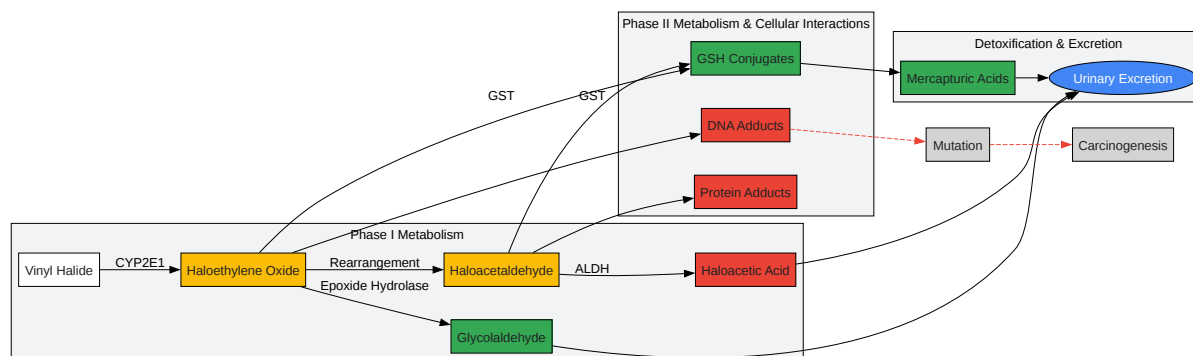 Phase II Metabolism & Cellular Interactions
GSH Conjugates
Detoxification & Excretion
Mercapturic Acids
Urinary Excretion
GST
GST
DNA Adducts
Mutation
Carcinogenesis
Protein Adducts
Phase I Metabolism
Vinyl Halide
CYP2E1
Haloethylene Oxide
Rearrangement
Haloacetaldehyde
ALDH
Haloacetic Acid
Epoxide Hydrolase
Glycolaldehyde